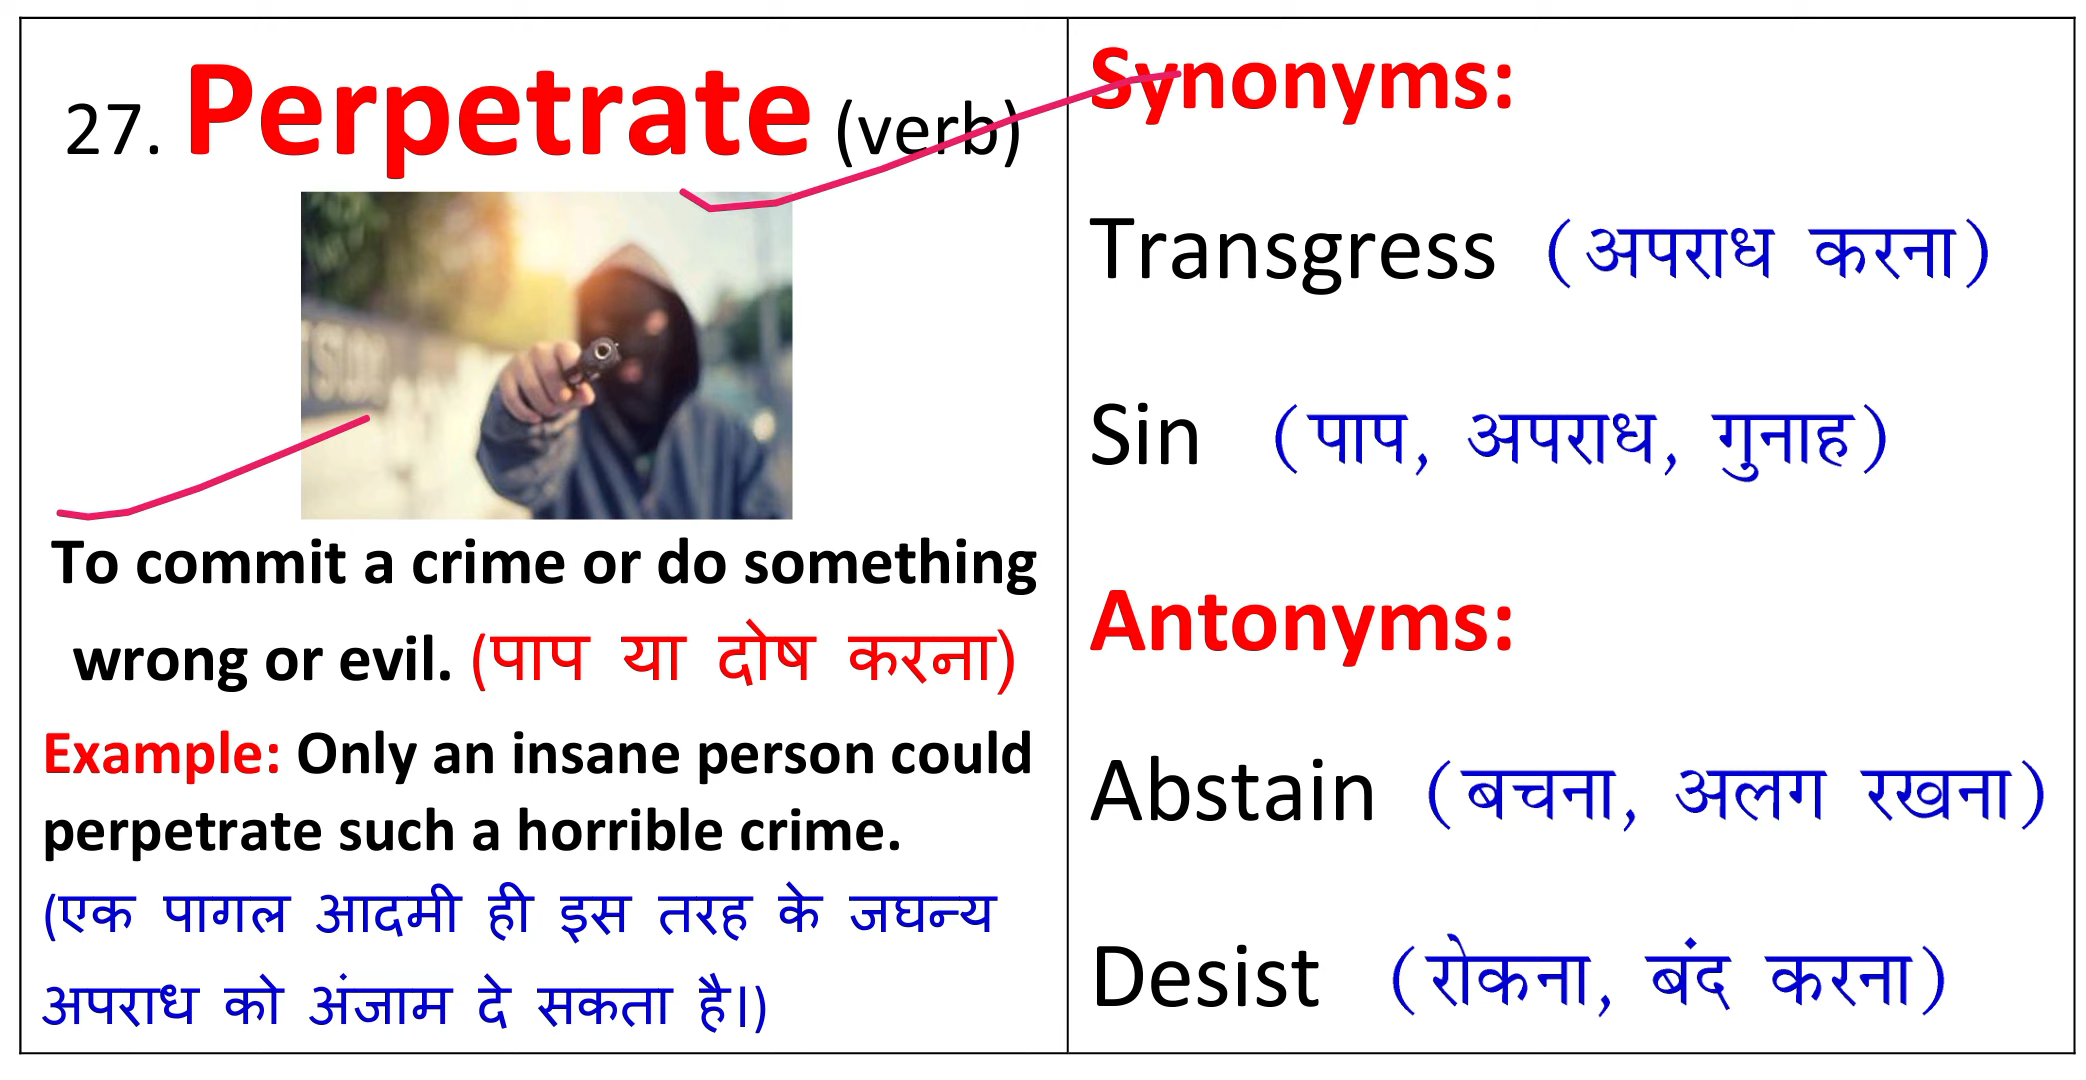 27. Perpetrate (verb)
To commit a crime or do something
wrong or evil. (पाप या दोष करना)
Example: Only an insane person could
perpetrate such a horrible crime.
(एक पागल आदमी ही इस तरह के जघन्य
अपराध को अंजाम दे सकता है।)
Synonyms:
Transgress (अपराध करना)
Sin (पाप, अपराध, गुनाह)
Antonyms:
Abstain (बचना, अलग रखना)
Desist (रोकना, बंद करना)